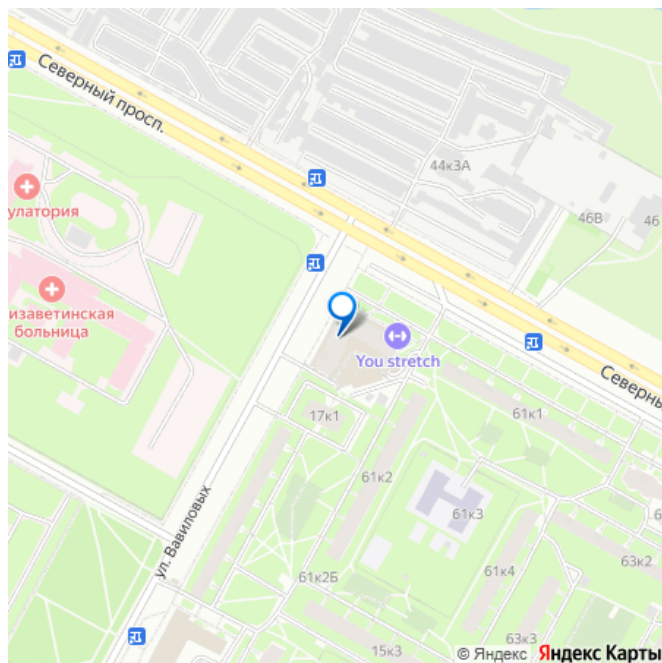 Северный просп.
44к3А
46В
46
улатория
изаветинская
больница
You stretch
Северны
17к1
61к1
61к2
61к3
ул. Вавиловых
61к2Б
61к4
63к2
6
15к3
63к3
© Яндекс Яндекс Карты